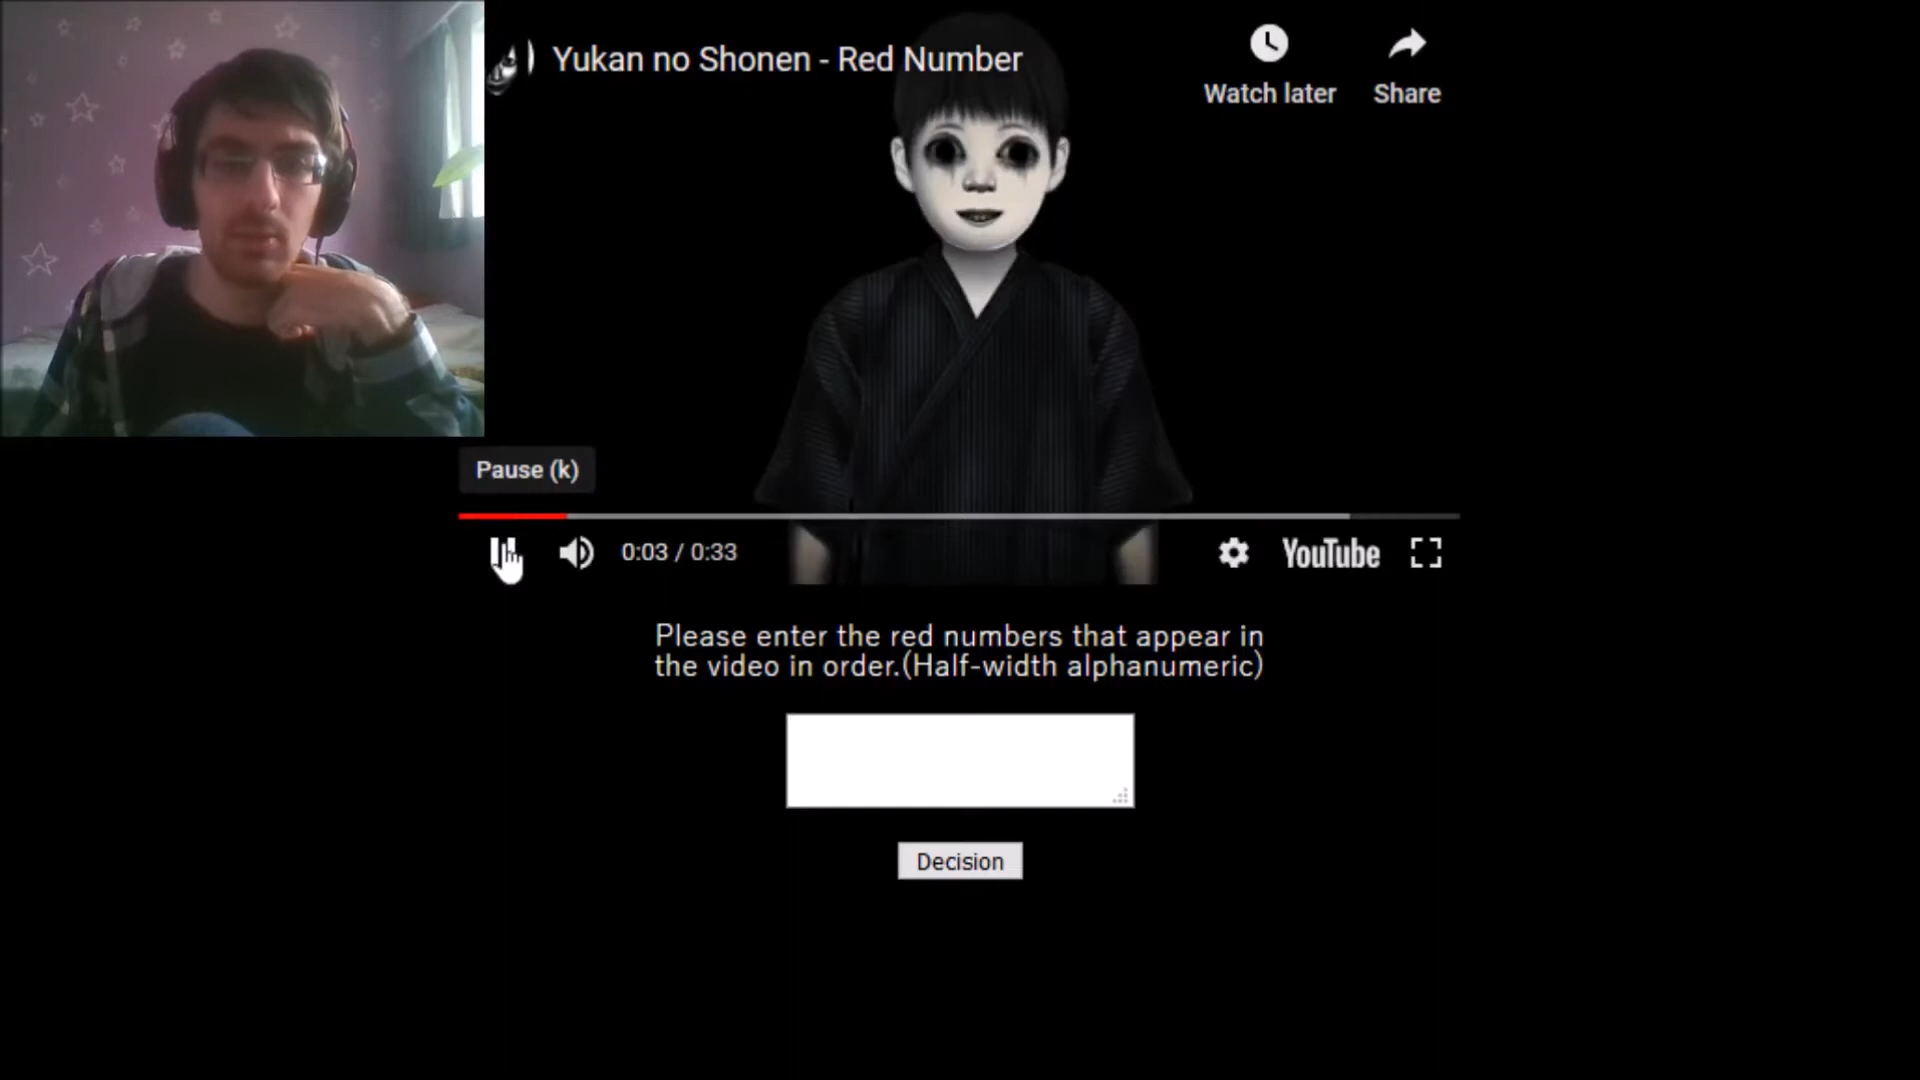 Yukan no Shonen - Red Number
Watch later
Share
Pause (k)
0:03 / 0:33
YouTube
Please enter the red numbers that appear in
the video in order.(Half-width alphanumeric)
Decision